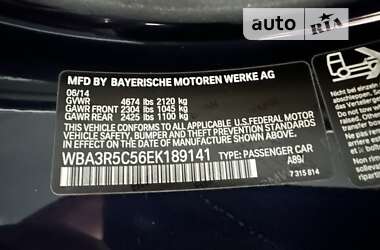 auto RIA
MFD BY BAYERISCHE MOTOREN WERKE AG
06/14
GVWR 4674 lbs 2120 kg
GAWR FRONT 2304 lbs 1045 kg
GAWR REAR 2425 lbs 1100 kg
THIS VEHICLE CONFORMS TO ALL APPLICABLE U.S. FEDERAL MOTOR
VEHICLE SAFETY, BUMPER, AND THEFT PREVENTION STANDARDS
IN EFFECT ON THE DATE OF MANUFACTURE SHOWN ABOVE.
WBA3R5C56EK189141 TYPE: PASSENGER CAR
A89/
7 315 814